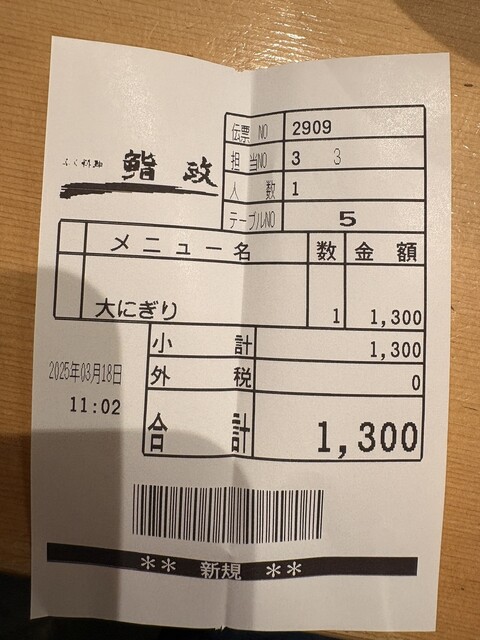 鮨 政
伝票NO 2909
担当NO 3 3
人数 1
テーブルNO 5
メニュー名 数 金額
大にぎり 1 1,300
小計 1,300
外税 0
2025年03月18日
11:02
合計 1,300
** 新規 **